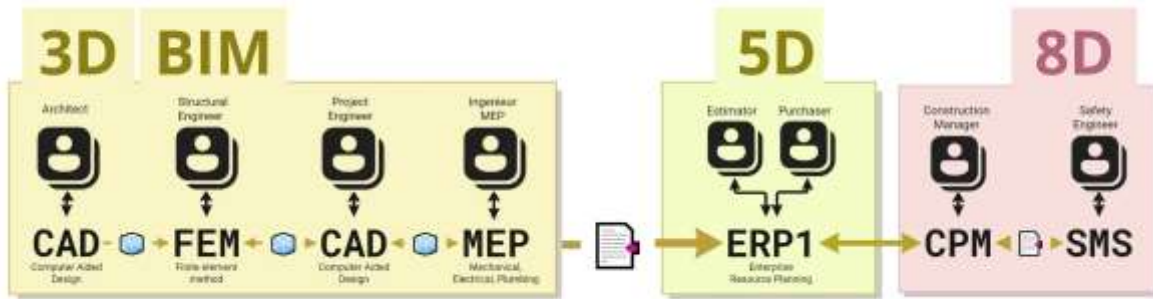 3D BIM
5D
8D
Architect
Structural
Engineer
Project
Engineer
Ingenieur
MEP
Estimator
Purchaser
Construction
Manager
Safety
Engineer
CAD
FEM
CAD
MEP
ERP1
CPM
SMS
Computer Aided
Design
Finite element
method
Computer Aided
Design
Mechanical,
Electrical, Plumbing
Enterprise
Resource Planning